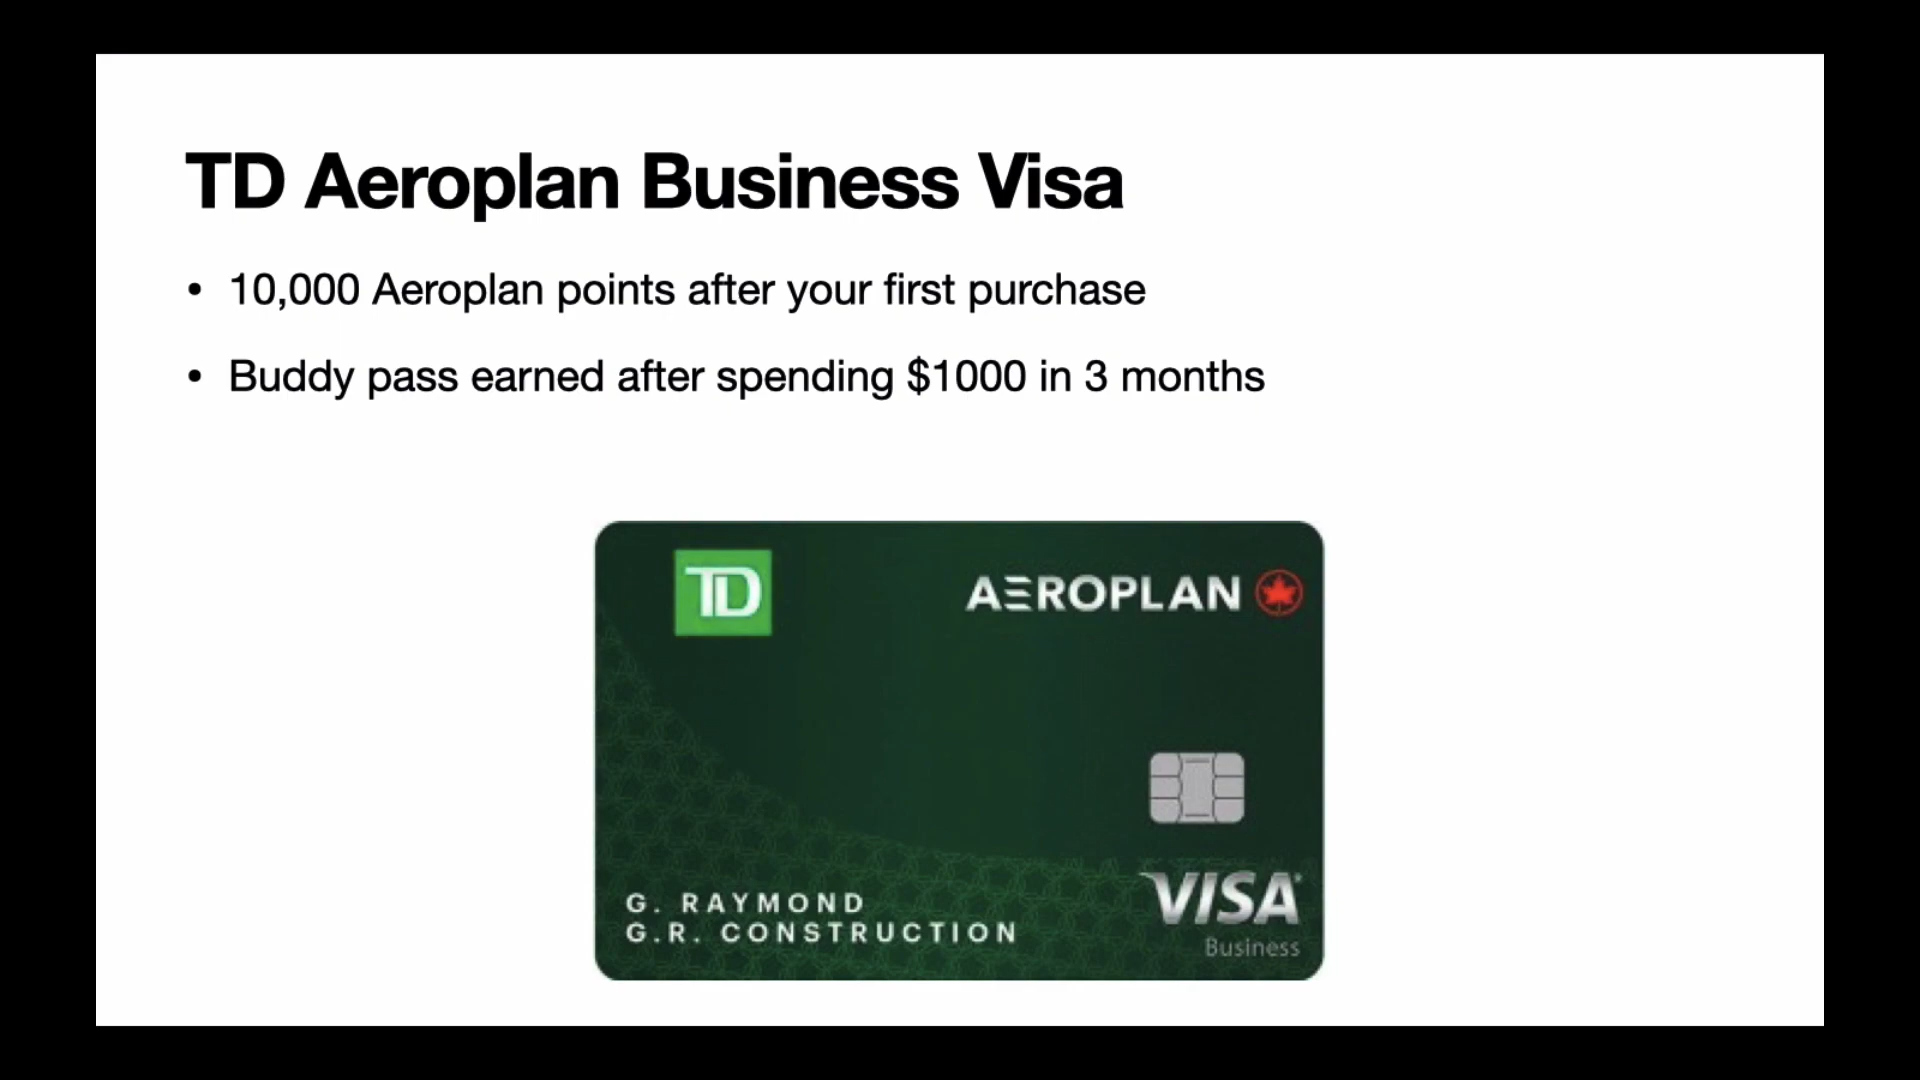 TD Aeroplan Business Visa
• 10,000 Aeroplan points after your first purchase
• Buddy pass earned after spending $1000 in 3 months
TD AEROPLAN
VISA
Business
G. RAYMOND
G.R. CONSTRUCTION